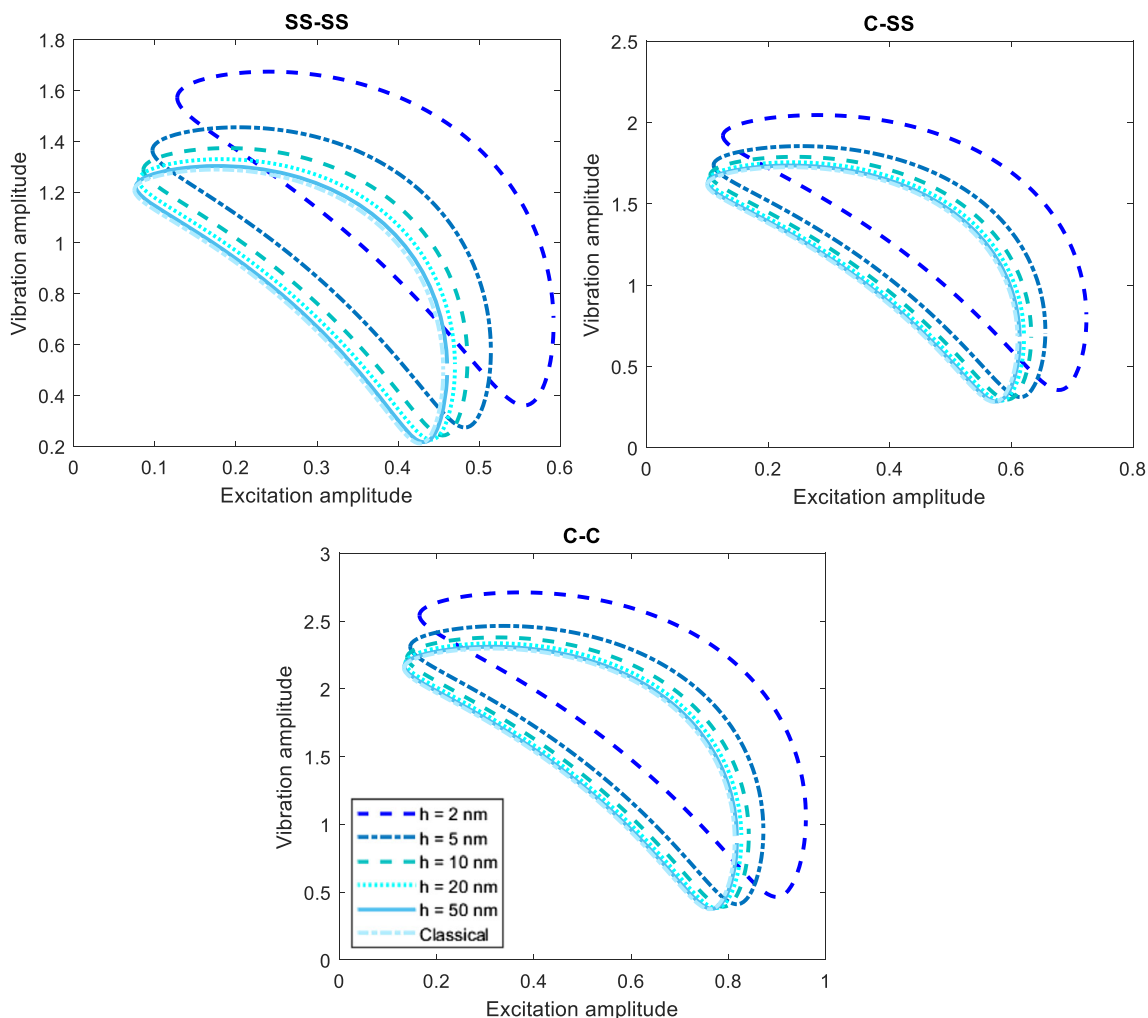 SS-SS
1.8
1.6
1.4
1.2
1
0.8
0.6
0.4
0.2
Vibration amplitude
0 0.1 0.2 0.3 0.4 0.5 0.6
Excitation amplitude
C-SS
2.5
2
1.5
1
0.5
0
Vibration amplitude
0 0.2 0.4 0.6 0.8
Excitation amplitude
C-C
3
2.5
2
1.5
1
0.5
0
Vibration amplitude
h = 2 nm
h = 5 nm
h = 10 nm
h = 20 nm
h = 50 nm
Classical
0 0.2 0.4 0.6 0.8 1
Excitation amplitude